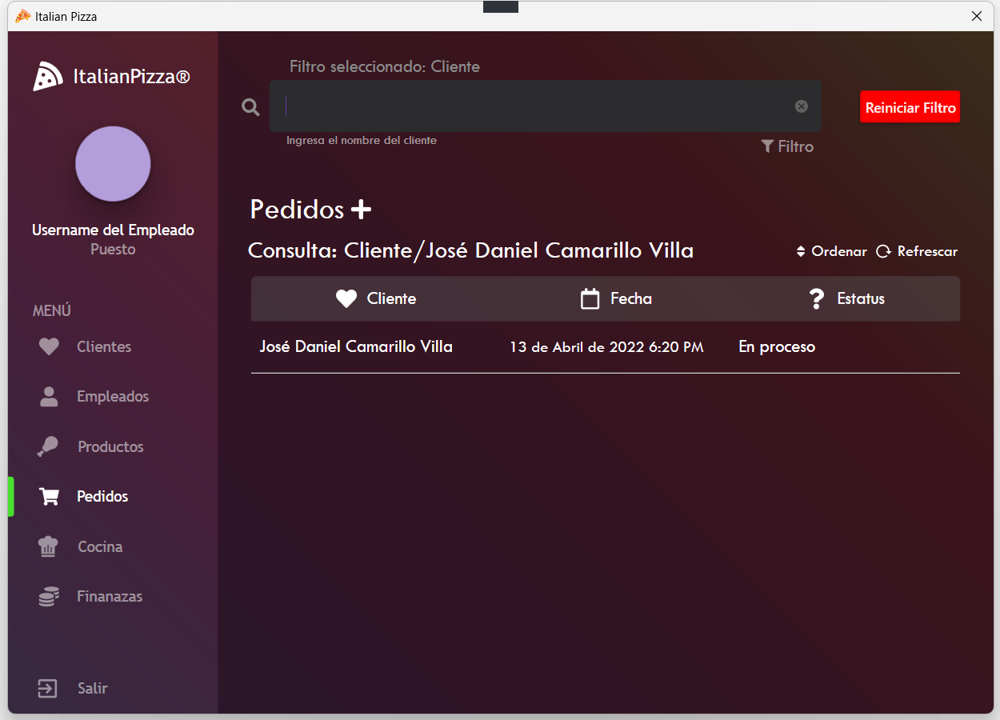 Italian Pizza
ItalianPizza®
Username del Empleado
Puesto
MENÚ
Clientes
Empleados
Productos
Pedidos
Cocina
Finanazas
Salir
Filtro seleccionado: Cliente
Ingresa el nombre del cliente
Filtro
Reiniciar Filtro
Pedidos
Consulta: Cliente/José Daniel Camarillo Villa
Ordenar Refrescar
Cliente Fecha Estatus
José Daniel Camarillo Villa 13 de Abril de 2022 6:20 PM En proceso